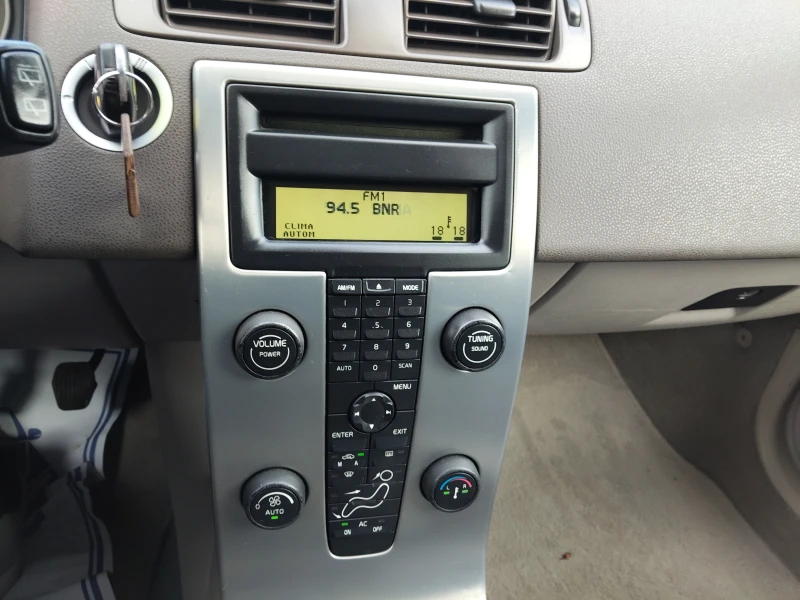 FM1
94.5 BNR
CLIMA
AUTOM.
18 18
AM/FM MODE
1 2 3
4 .5. 6
7 8 9
AUTO 0 SCAN
VOLUME
POWER
TUNING
SOUND
MENU
ENTER EXIT
M A
0
AUTO
L R
AC
ON OFF